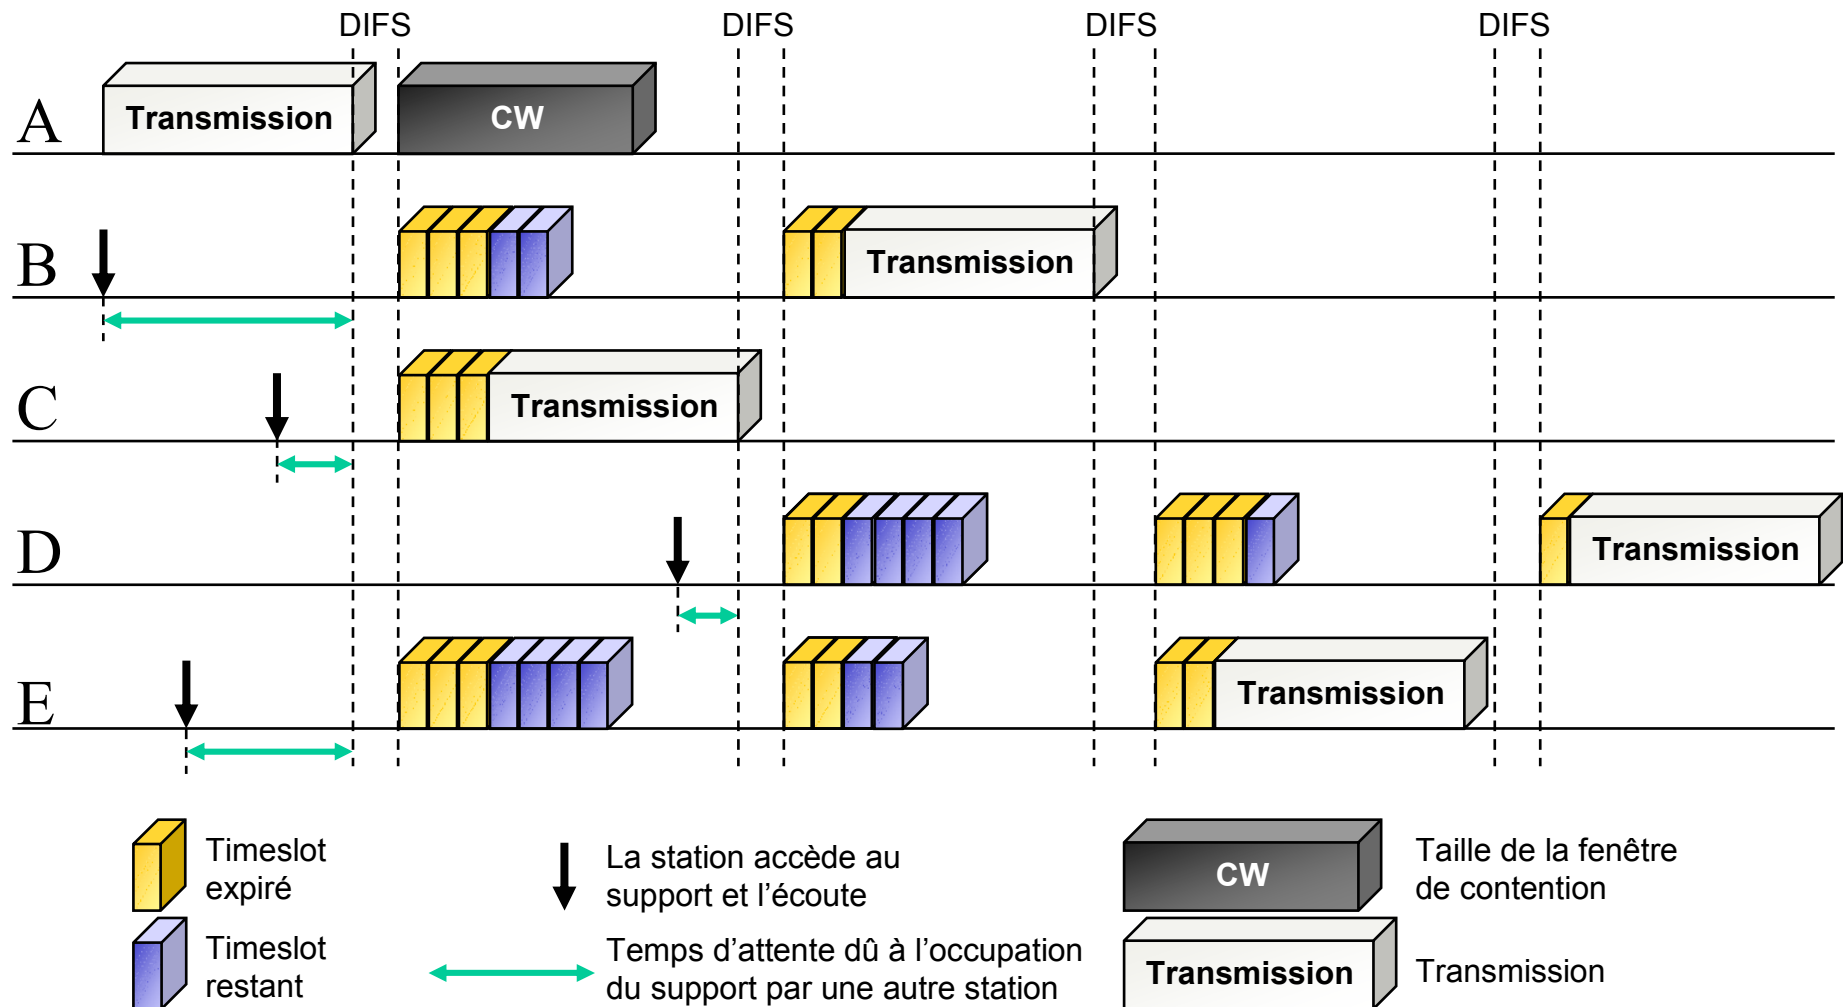 DIFS DIFS DIFS DIFS
A Transmission CW
B Transmission
C Transmission
D Transmission
E Transmission
Timeslot
expiré
La station accède au
support et l’écoute
CW
Taille de la fenêtre
de contention
Timeslot
restant
Temps d’attente dû à l’occupation
du support par une autre station
Transmission
Transmission